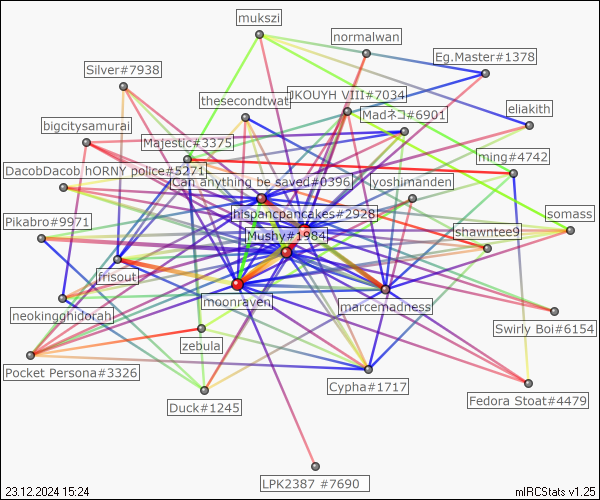 mukszi
normalwan
Eg.Master#1378
Silver#7938
thesecondtwat
JKOUYH VIII#7034
eliakith
bigcitysamurai
Madネコ#6901
Majestic#3375
ming#4742
DacobDacob hORNY police#5271
Can anything be saved#0396
yoshimanden
hispancpancakes#2928
Pikabro#9971
somass
Mushy#1984
shawntee9
frisout
moonraven
marcemadness
neokingghidorah
Swirly Boi#6154
zebula
Pocket Persona#3326
Cypha#1717
Fedora Stoat#4479
Duck#1245
LPK2387 #7690
23.12.2024 15:24
mIRCStats v1.25